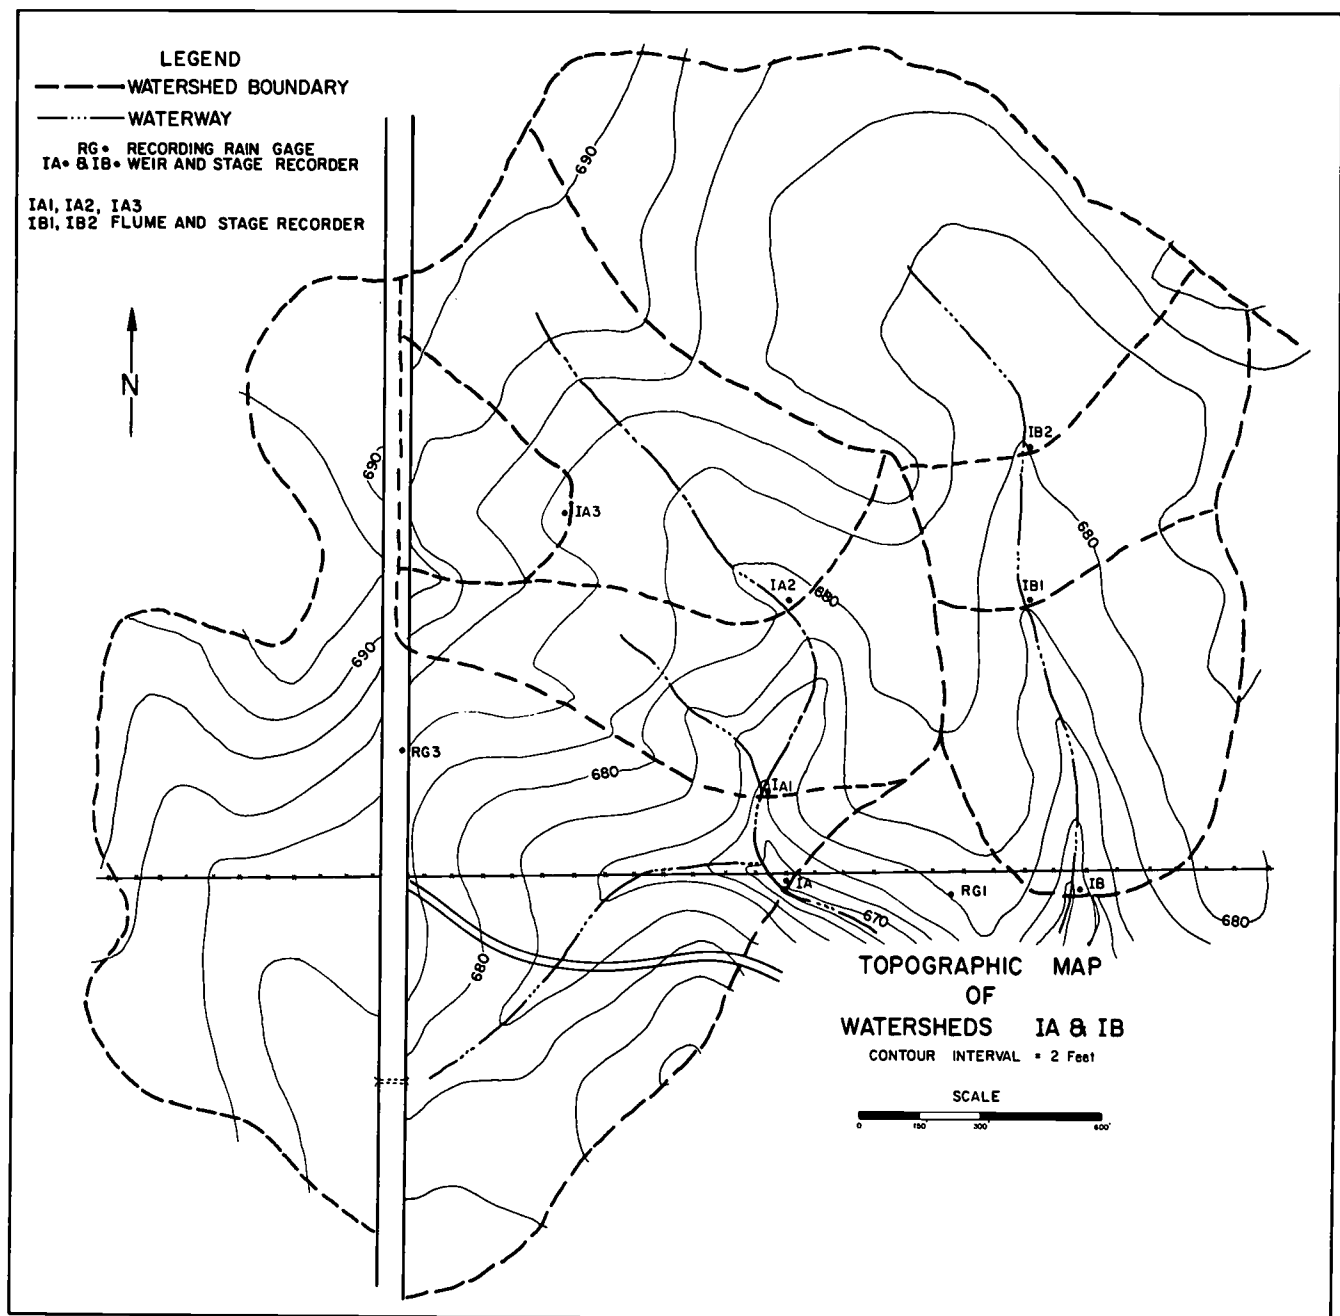 LEGEND
WATERSHED BOUNDARY
WATERWAY
RG• RECORDING RAIN GAGE
IA• & IB• WEIR AND STAGE RECORDER
IA1, IA2, IA3
IB1, IB2 FLUME AND STAGE RECORDER
N
690
690
690
680
680
680
680
680
670
IB2
IA3
IA2
IB1
RG3
IA1
IA
RG1
IB
TOPOGRAPHIC MAP
OF
WATERSHEDS IA & IB
CONTOUR INTERVAL = 2 Feet
SCALE
0 150 300 600'